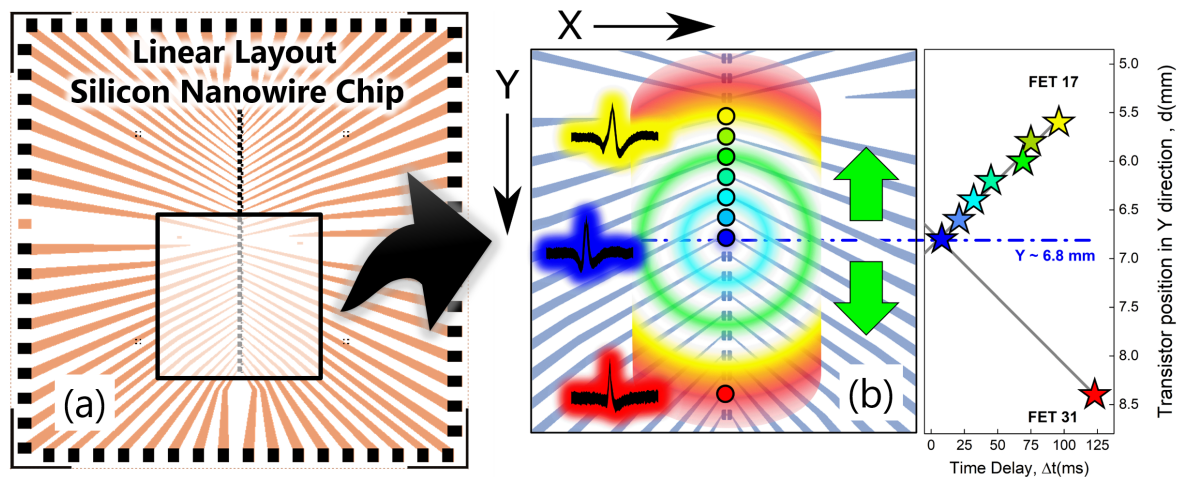 Linear Layout
Silicon Nanowire Chip
(a)
X
Y
(b)
Y ~ 6.8 mm
FET 17
FET 31
5.0
5.5
6.0
6.5
7.0
7.5
8.0
8.5
Transistor position in Y direction , d(mm)
0 25 50 75 100 125
Time Delay, Δt(ms)